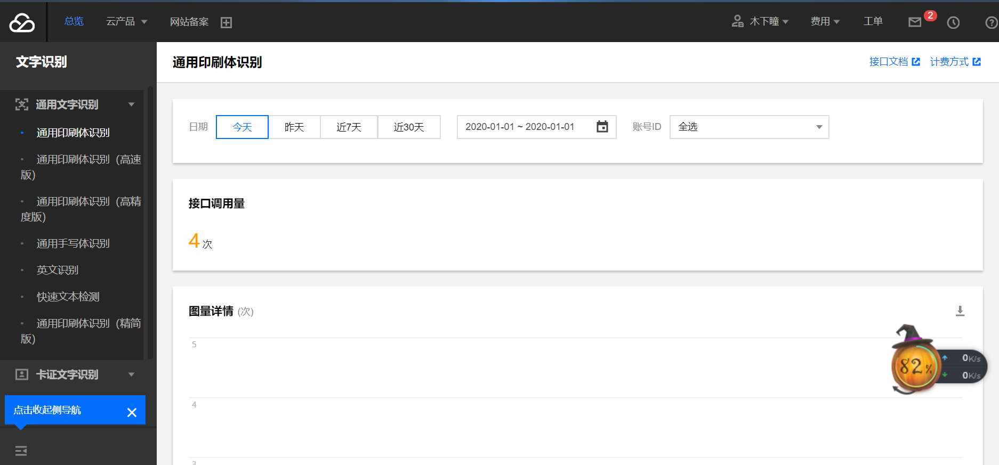 总览 云产品 网站备案 木下瞳 费用 工单 2
文字识别
通用印刷体识别 接口文档 计费方式
通用文字识别
通用印刷体识别
通用印刷体识别（高速
版）
通用印刷体识别（高精
度版）
通用手写体识别
英文识别
快速文本检测
通用印刷体识别（精简
版）
卡证文字识别
点击收起侧导航
日期 今天 昨天 近7天 近30天 2020-01-01 ~ 2020-01-01 账号ID 全选
接口调用量
4次
图量详情 (次)
5
4
3
82%
0K/s
0K/s